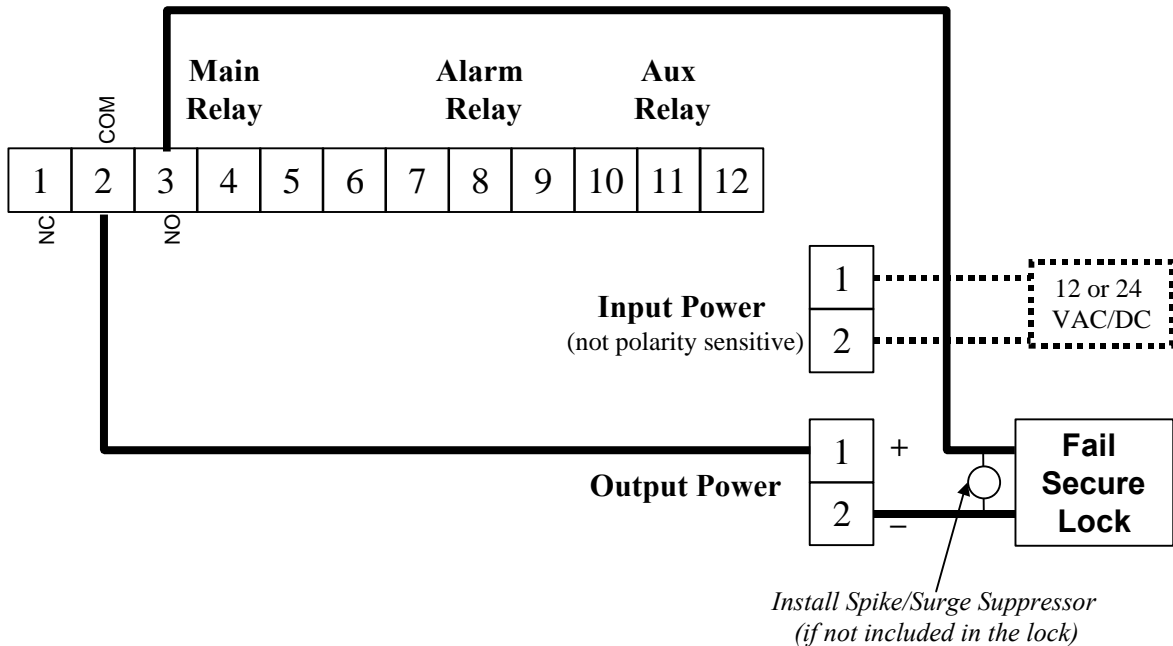 Main
Relay
Alarm
Relay
Aux
Relay
COM
1 2 3 4 5 6 7 8 9 10 11 12
NC
NO
Input Power
(not polarity sensitive)
1
2
12 or 24
VAC/DC
Output Power
1 +
2 –
Fail
Secure
Lock
Install Spike/Surge Suppressor
(if not included in the lock)